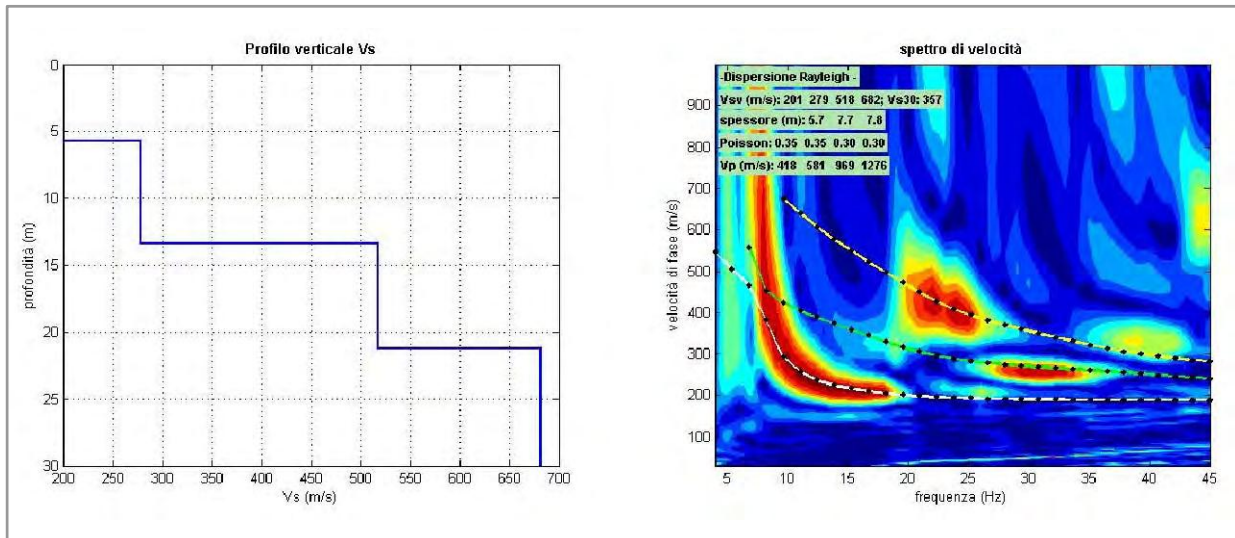 Profilo verticale Vs
0
5
10
15
20
25
30
profondità (m)
200 250 300 350 400 450 500 550 600 650 700
Vs (m/s)
spettro di velocità
-Dispersione Rayleigh -
Vsv (m/s): 201 279 518 682; Vs30: 357
spessore (m): 5.7 7.7 7.8
Poisson: 0.35 0.35 0.30 0.30
Vp (m/s): 418 581 969 1276
900
800
700
600
500
400
300
200
100
velocità di fase (m/s)
5 10 15 20 25 30 35 40 45
frequenza (Hz)